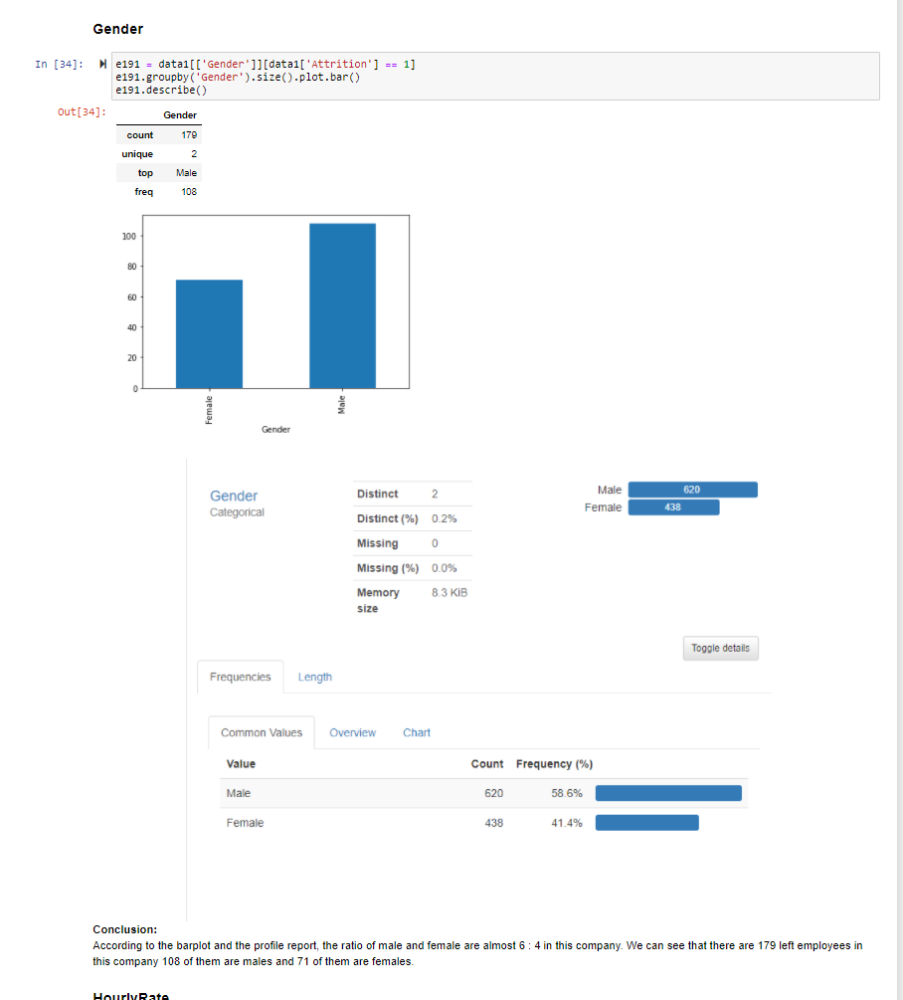 Gender
In [34]:
e191 = data1[['Gender']][data1['Attrition'] == 1]
e191.groupby('Gender').size().plot.bar()
e191.describe()
Out[34]:
Gender
count 179
unique 2
top Male
freq 108
100
80
60
40
20
0
Female Male
Gender
Gender
Categorical
Distinct 2
Distinct (%) 0.2%
Missing 0
Missing (%) 0.0%
Memory size 8.3 KiB
Male 620
Female 438
Toggle details
Frequencies Length
Common Values Overview Chart
Value Count Frequency (%)
Male 620 58.6%
Female 438 41.4%
Conclusion:
According to the barplot and the profile report, the ratio of male and female are almost 6 : 4 in this company. We can see that there are 179 left employees in
this company 108 of them are males and 71 of them are females.
HourlyRate